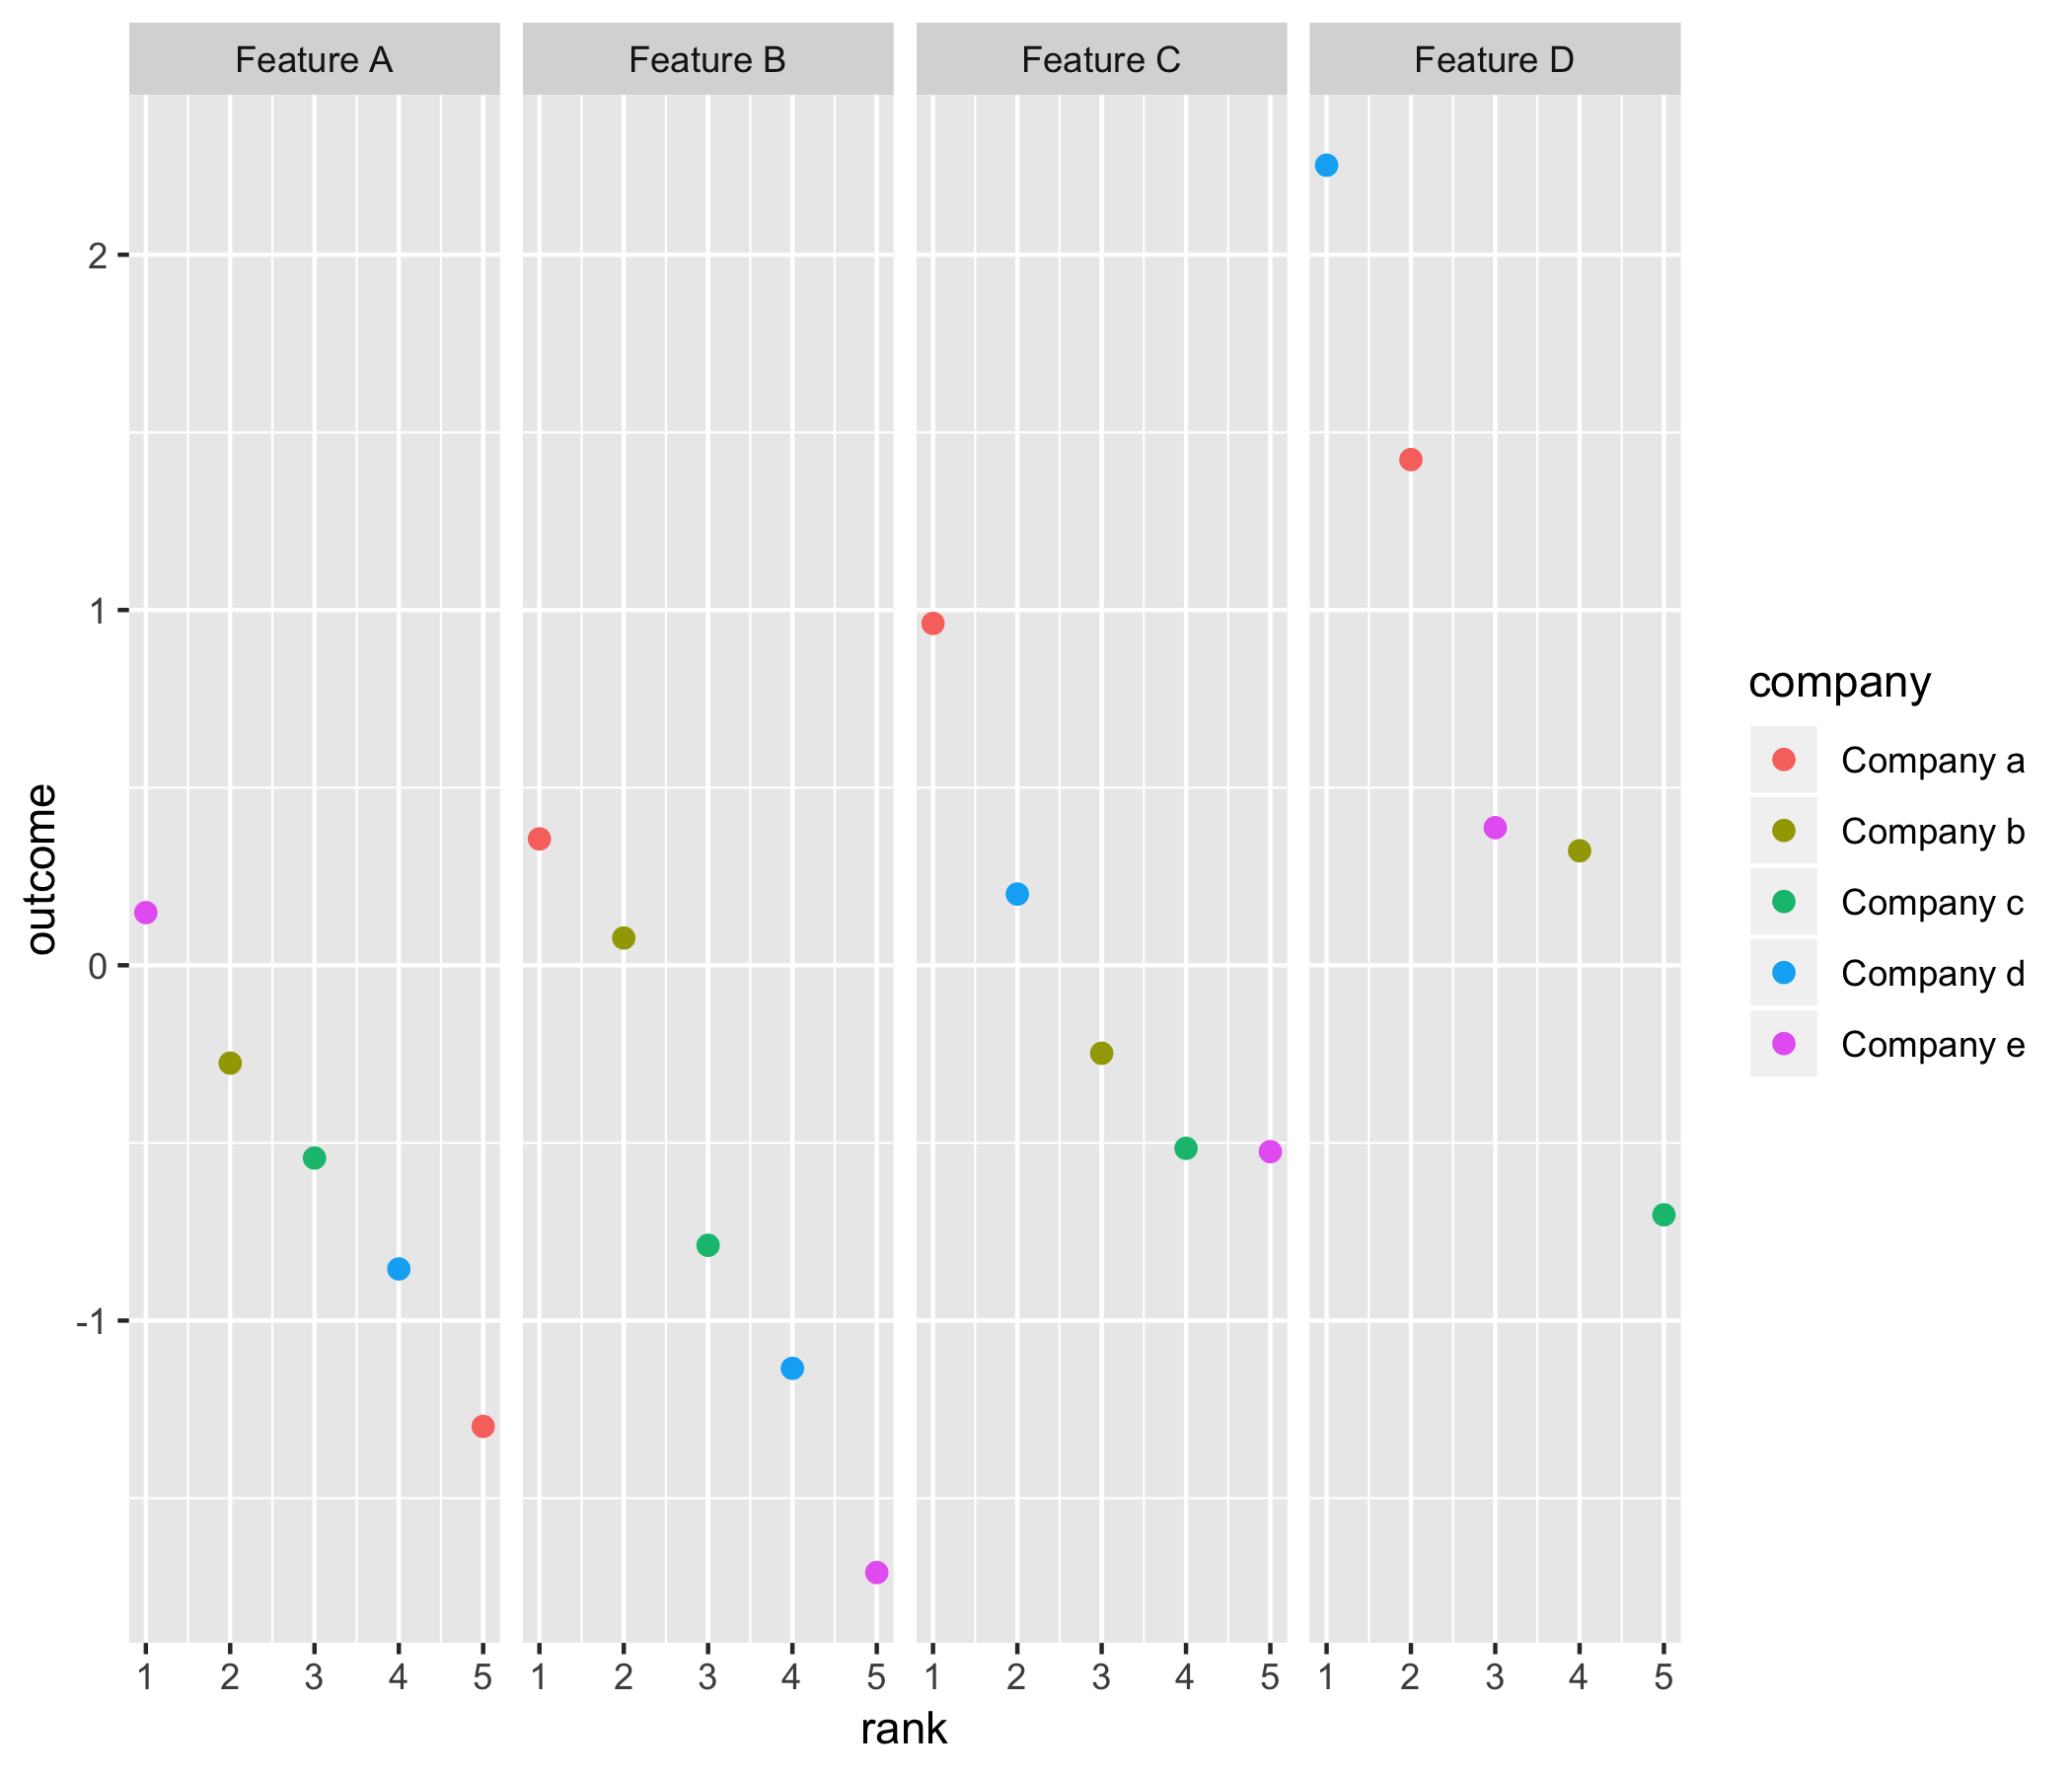 Feature A Feature B Feature C Feature D
2
1
0
-1
outcome
1 2 3 4 5 1 2 3 4 5 1 2 3 4 5 1 2 3 4 5
rank
company
Company a
Company b
Company c
Company d
Company e